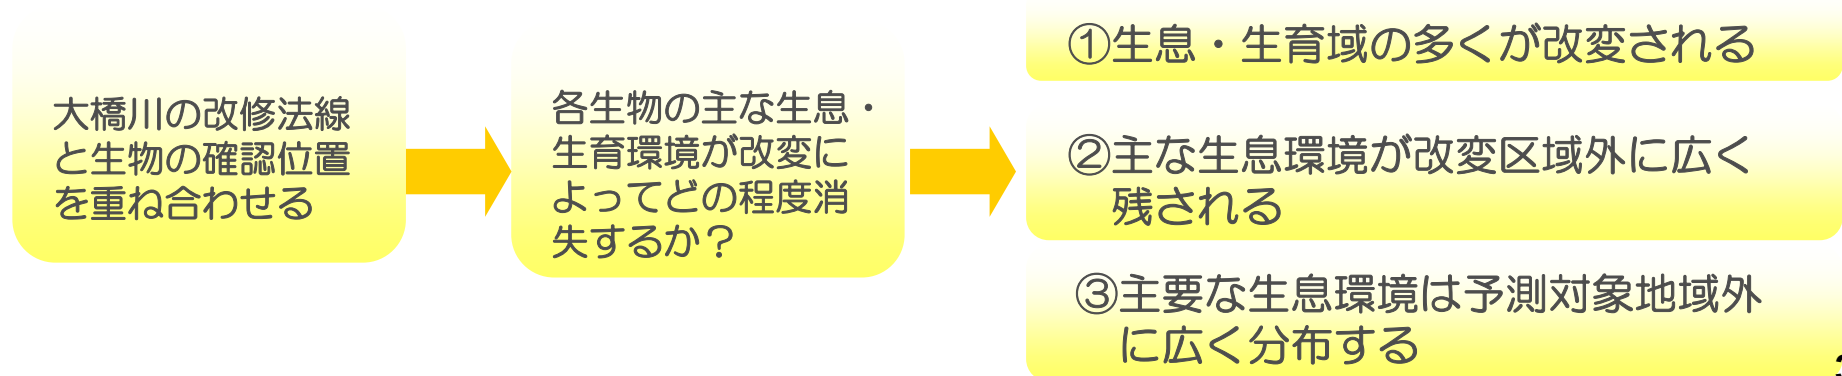 大橋川の改修法線
と生物の確認位置
を重ね合わせる
各生物の主な生息・
生育環境が改変に
よってどの程度消
失するか？
①生息・生育域の多くが改変される
②主な生息環境が改変区域外に広く
残される
③主要な生息環境は予測対象地域外
に広く分布する